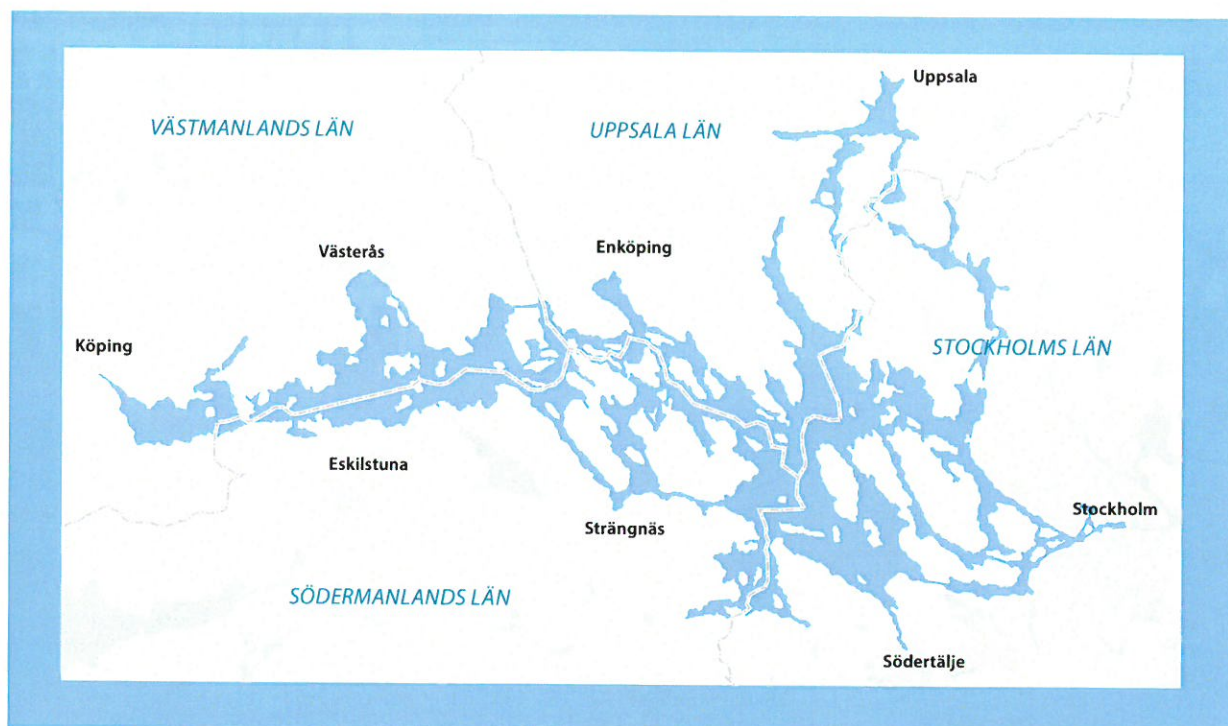 Uppsala
VÄSTMANLANDS LÄN
UPPSALA LÄN
Västerås
Enköping
Köping
STOCKHOLMS LÄN
Eskilstuna
Stockholm
Strängnäs
SÖDERMANLANDS LÄN
Södertälje